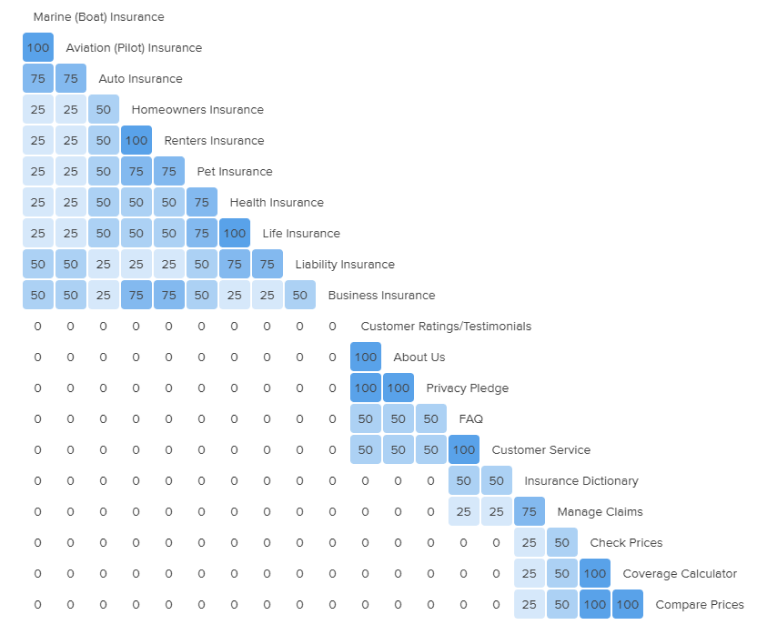 Marine (Boat) Insurance
100 Aviation (Pilot) Insurance
75 75 Auto Insurance
25 25 50 Homeowners Insurance
25 25 50 100 Renters Insurance
25 25 50 75 75 Pet Insurance
25 25 50 50 50 75 Health Insurance
25 25 50 50 50 75 100 Life Insurance
50 50 25 25 25 50 75 75 Liability Insurance
50 50 25 75 75 50 25 25 50 Business Insurance
0 0 0 0 0 0 0 0 0 0 Customer Ratings/Testimonials
0 0 0 0 0 0 0 0 0 0 100 About Us
0 0 0 0 0 0 0 0 0 0 100 100 Privacy Pledge
0 0 0 0 0 0 0 0 0 0 50 50 50 FAQ
0 0 0 0 0 0 0 0 0 0 50 50 50 100 Customer Service
0 0 0 0 0 0 0 0 0 0 0 0 0 50 50 Insurance Dictionary
0 0 0 0 0 0 0 0 0 0 0 0 0 25 25 75 Manage Claims
0 0 0 0 0 0 0 0 0 0 0 0 0 0 0 25 50 Check Prices
0 0 0 0 0 0 0 0 0 0 0 0 0 0 0 25 50 100 Coverage Calculator
0 0 0 0 0 0 0 0 0 0 0 0 0 0 0 25 50 100 100 Compare Prices